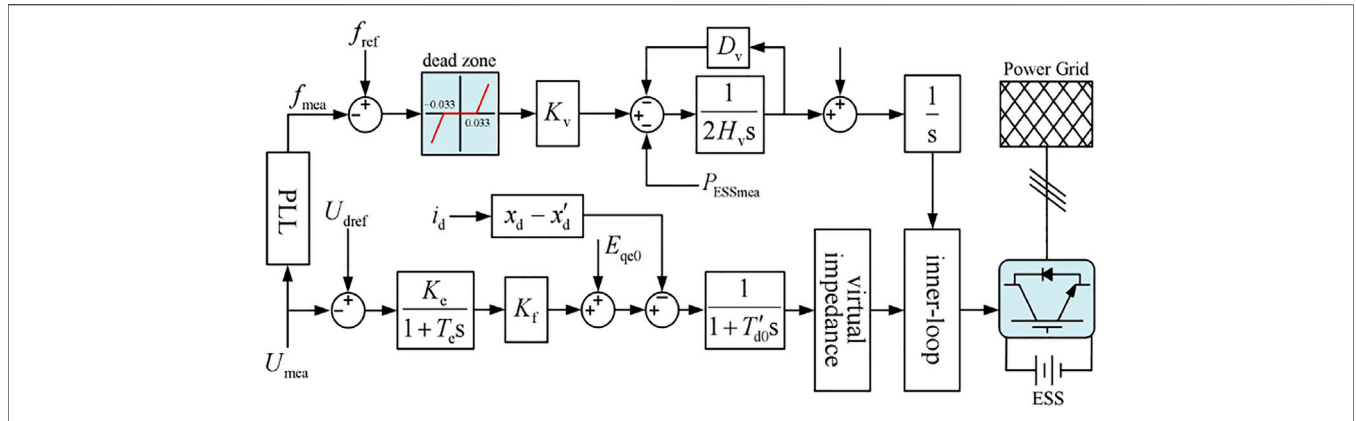 f_ref
dead zone
D_v
Power Grid
f_mea
−0.033
0.033
K_v
1
2H_v s
1
s
P_ESSmea
PLL
U_dref
i_d
x_d − x′_d
E_qe0
K_e
1 + T_e s
K_f
1
1 + T′_d0 s
virtual impedance
inner-loop
U_mea
ESS